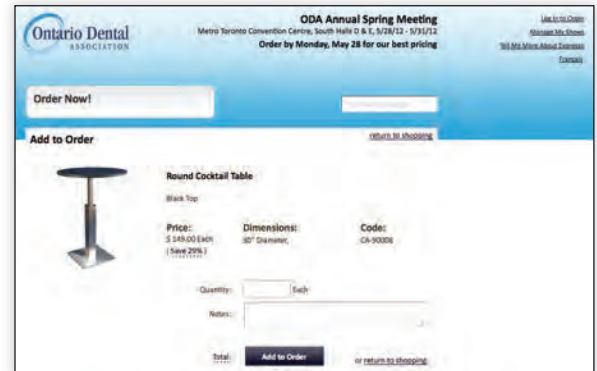 Ontario Dental
ASSOCIATION
ODA Annual Spring Meeting
Metro Toronto Convention Centre, South Halls D & E, 5/28/12 - 5/31/12
Order by Monday, May 28 for our best pricing
Log In to Order
Manage My Shows
Tell Me More About Expresso
Français
Order Now!
Add to Order
return to shopping
Round Cocktail Table
Black Top
Price:
$ 149.00 Each
( Save 29% )
Dimensions:
30" Diameter,
Code:
CA-90008
Quantity:
Each
Notes:
Total:
Add to Order
or return to shopping